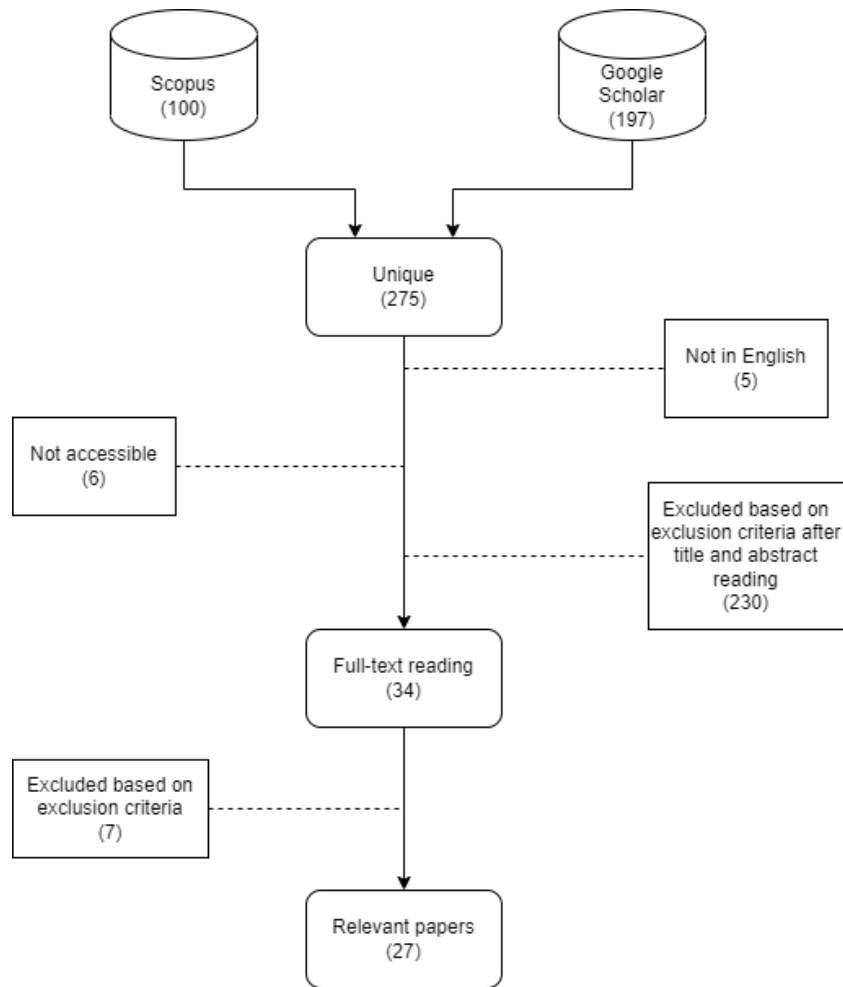 Scopus
(100)
Google
Scholar
(197)
Unique
(275)
Not in English
(5)
Not accessible
(6)
Excluded based on
exclusion criteria after
title and abstract
reading
(230)
Full-text reading
(34)
Excluded based on
exclusion criteria
(7)
Relevant papers
(27)